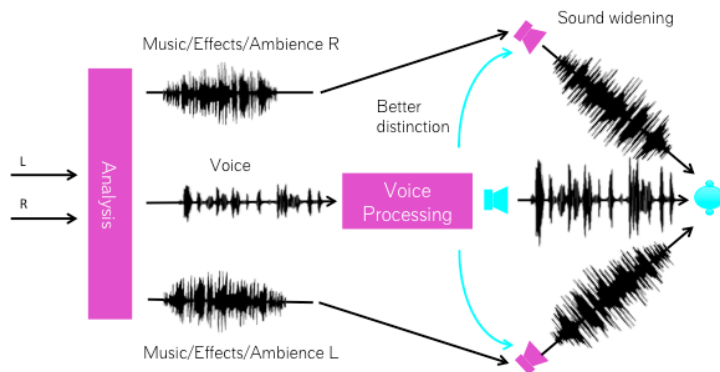 Sound widening
Music/Effects/Ambience R
Better
distinction
L
Voice
Analysis
Voice
Processing
R
Music/Effects/Ambience L